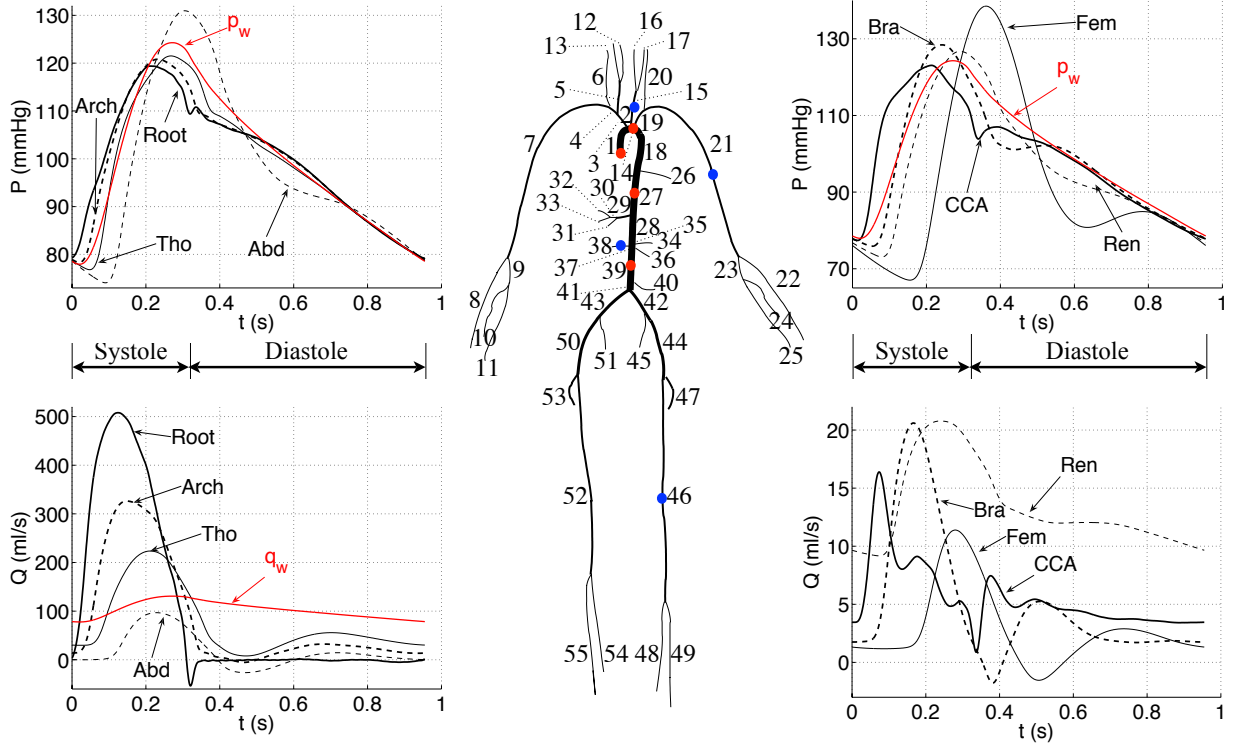 P (mmHg)
130
120
110
100
90
80
0 0.2 0.4 0.6 0.8 1
t (s)
p_w
Arch
Root
Tho
Abd
Systole
Diastole
Q (ml/s)
500
400
300
200
100
0
0 0.2 0.4 0.6 0.8 1
t (s)
Root
Arch
Tho
q_w
Abd
12 16
13 17
5 6 20 15
2 19
7 4 1 18 21
3
14 26
32 30 27
33 29
31 28 35
38 34
37 36
39 40
9 23 22
41 43 42
8 24
10 50 51 45 44 25
11
53 47
52 46
55 54 48 49
P (mmHg)
130
110
90
70
0 0.2 0.4 0.6 0.8 1
t (s)
Bra
Fem
p_w
CCA
Ren
Systole
Diastole
Q (ml/s)
20
15
10
5
0
0 0.2 0.4 0.6 0.8 1
t (s)
Ren
Bra
Fem
CCA